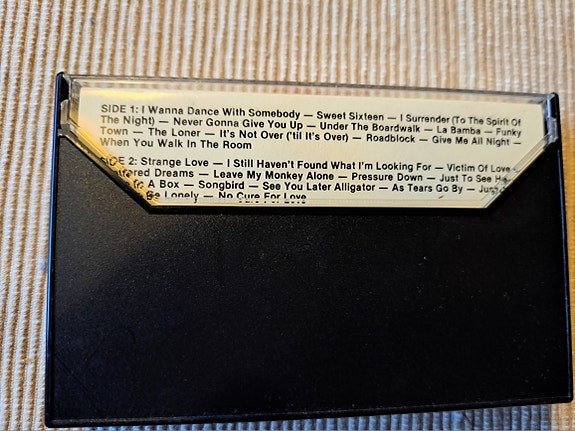 SIDE 1: I Wanna Dance With Somebody — Sweet Sixteen — I Surrender (To The Spirit Of
The Night) — Never Gonna Give You Up — Under The Boardwalk — La Bamba — Funky
Town — The Loner — It's Not Over ('til It's Over) — Roadblock — Give Me All Night —
When You Walk In The Room
SIDE 2: Strange Love — I Still Haven't Found What I'm Looking For — Victim Of Love —
Dreams — Leave My Monkey Alone — Pressure Down — Just To See
In A Box — Songbird — See You Later Alligator — As Tears Go By —
Lonely — No Cure For Love